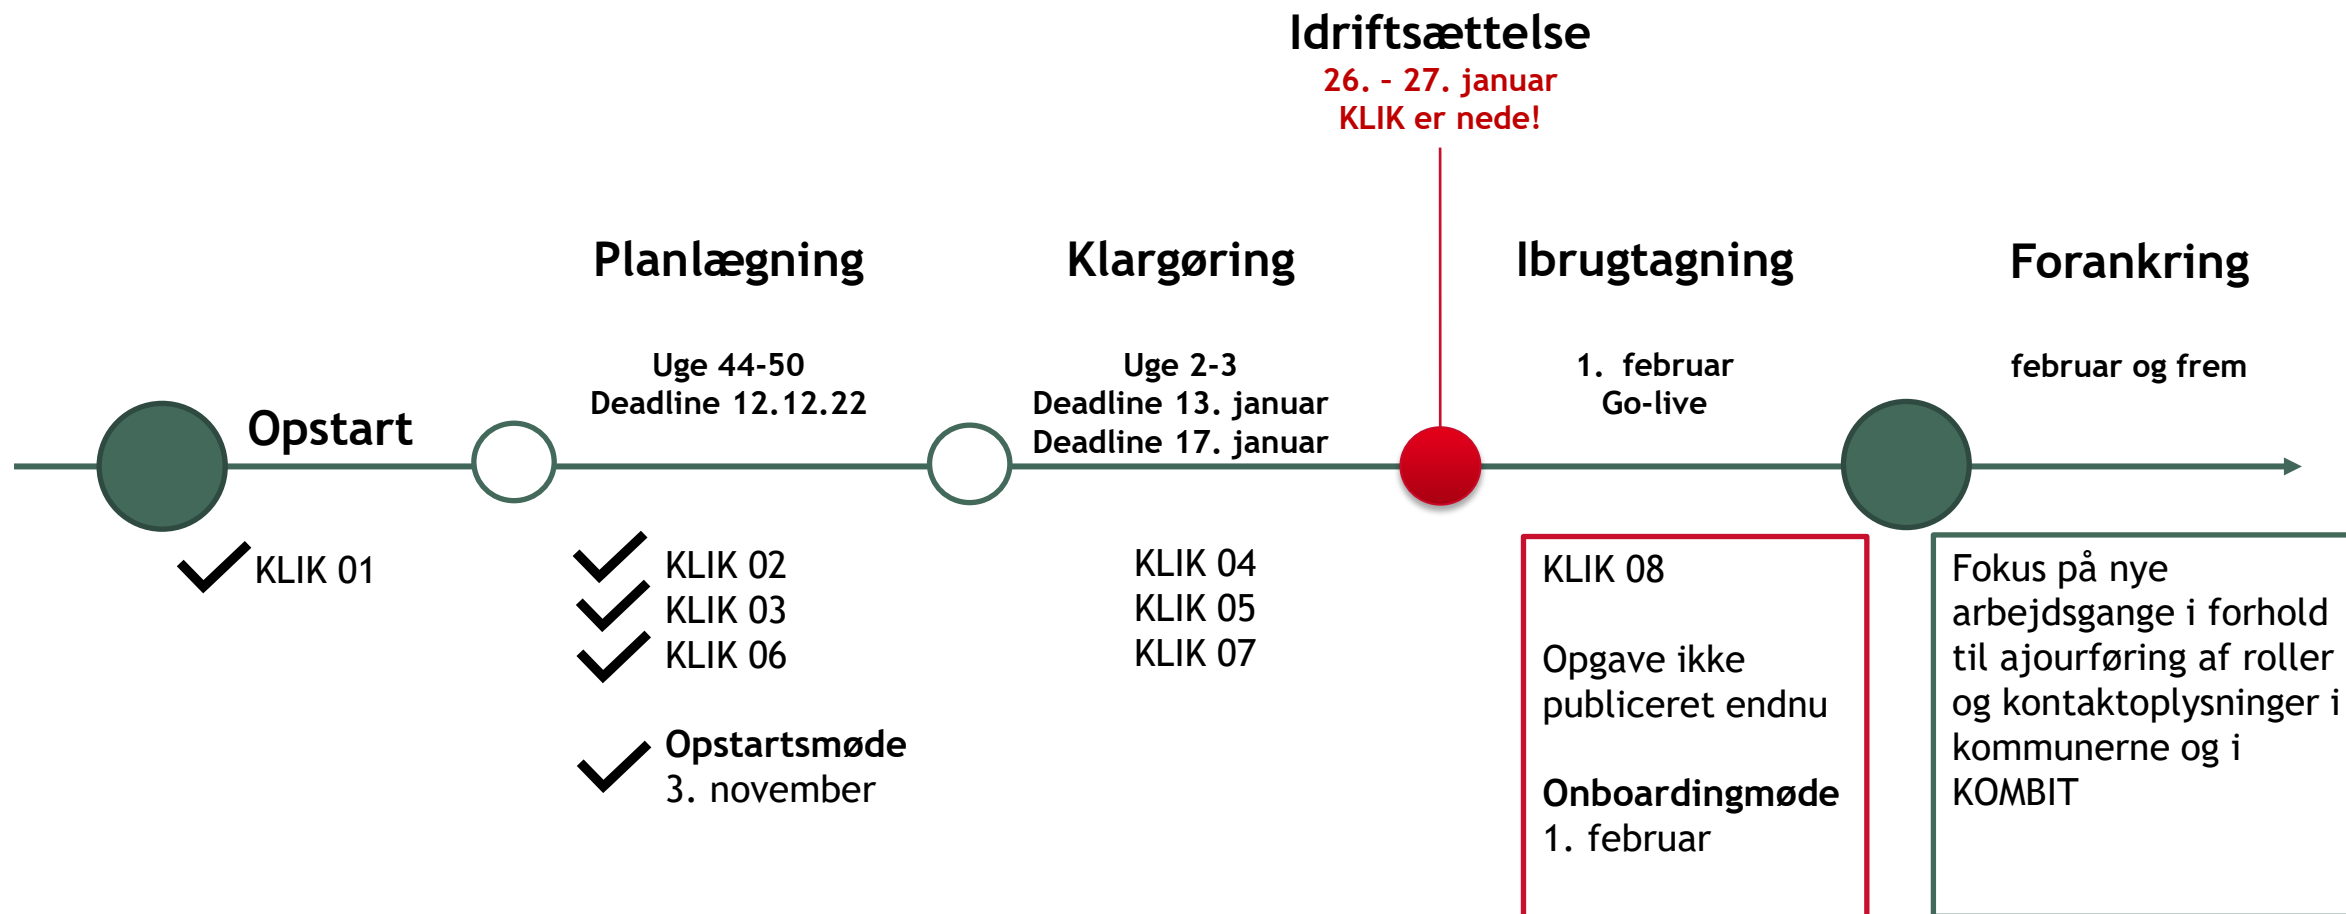 Idriftsættelse
26. – 27. januar
KLIK er nede!
Opstart
KLIK 01
Planlægning
Uge 44-50
Deadline 12.12.22
KLIK 02
KLIK 03
KLIK 06
Opstartsmøde
3. november
Klargøring
Uge 2-3
Deadline 13. januar
Deadline 17. januar
KLIK 04
KLIK 05
KLIK 07
Ibrugtagning
1. februar
Go-live
KLIK 08
Opgave ikke
publiceret endnu
Onboardingmøde
1. februar
Forankring
februar og frem
Fokus på nye
arbejdsgange i forhold
til ajourføring af roller
og kontaktoplysninger i
kommunerne og i
KOMBIT